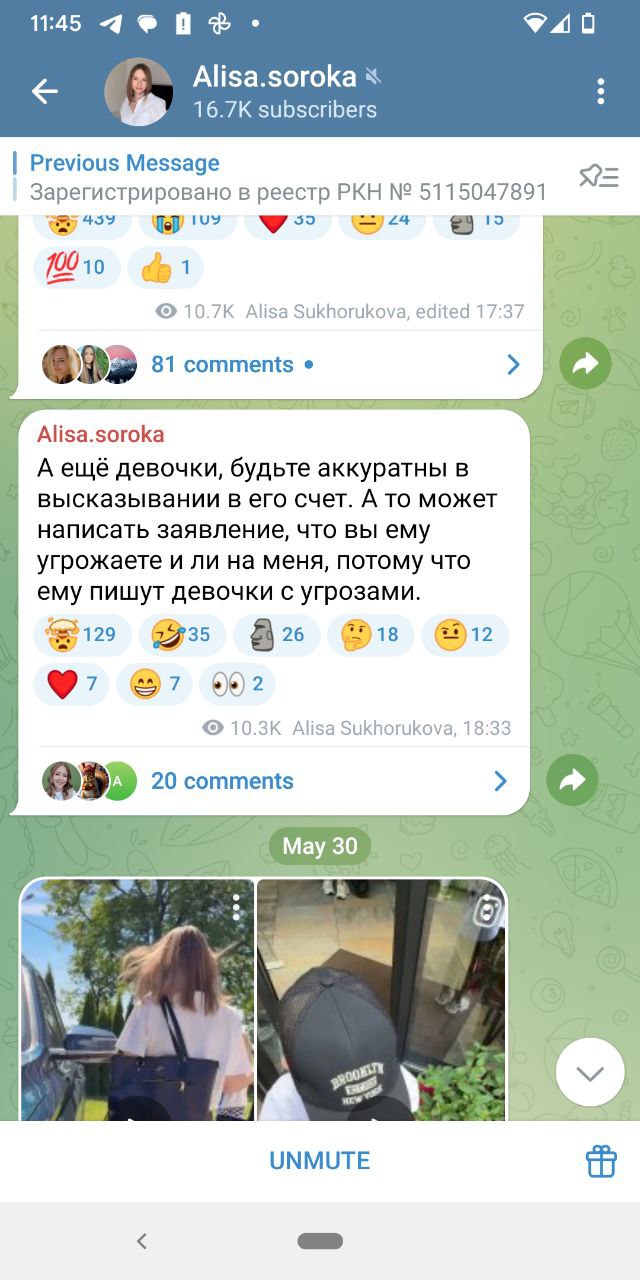 11:45
Alisa.soroka
16.7K subscribers
Previous Message
Зарегистрировано в реестр РКН № 5115047891
439 109 35 24 15
10 1
10.7K Alisa Sukhorukova, edited 17:37
81 comments
Alisa.soroka
А ещё девочки, будьте аккуратны в
высказывании в его счет. А то может
написать заявление, что вы ему
угрожаете и ли на меня, потому что
ему пишут девочки с угрозами.
129 35 26 18 12
7 7 2
10.3K Alisa Sukhorukova, 18:33
A
20 comments
May 30
BROOKLYN
NEW YORK
UNMUTE